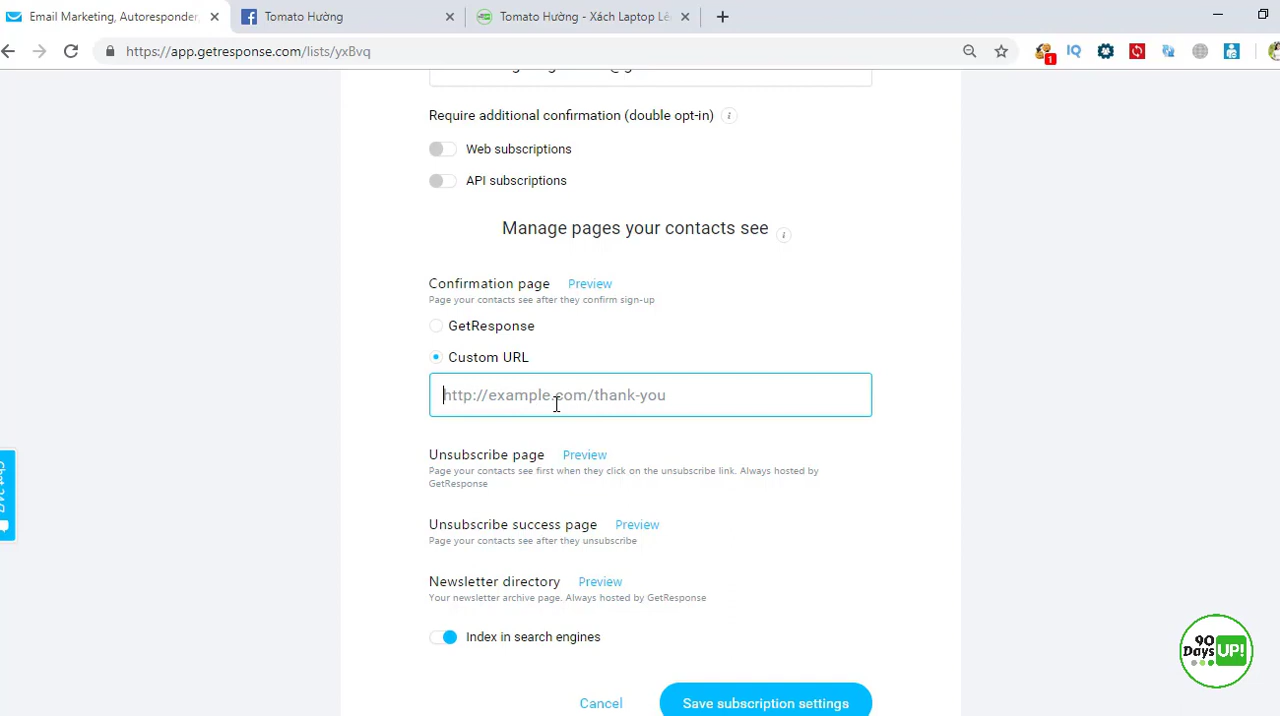 Email Marketing, Autoresponder,
Tomato Hường
Tomato Hường - Xách Laptop Lê
https://app.getresponse.com/lists/yxBvq
1
IQ
Require additional confirmation (double opt-in)
i
Web subscriptions
API subscriptions
Manage pages your contacts see
i
Confirmation page Preview
Page your contacts see after they confirm sign-up
GetResponse
Custom URL
http://example.com/thank-you
Unsubscribe page Preview
Page your contacts see first when they click on the unsubscribe link. Always hosted by
GetResponse
Unsubscribe success page Preview
Page your contacts see after they unsubscribe
Newsletter directory Preview
Your newsletter archive page. Always hosted by GetResponse
Index in search engines
Cancel
Save subscription settings
90
Days
UP!